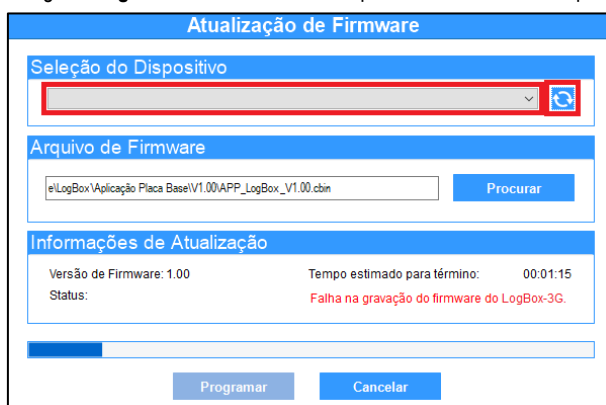 Atualização de Firmware
Seleção do Dispositivo
Arquivo de Firmware
e\LogBox\Aplicação Placa Base\V1.00\APP_LogBox_V1.00.cbin
Procurar
Informações de Atualização
Versão de Firmware: 1.00
Tempo estimado para término: 00:01:15
Status:
Falha na gravação do firmware do LogBox-3G.
Programar
Cancelar